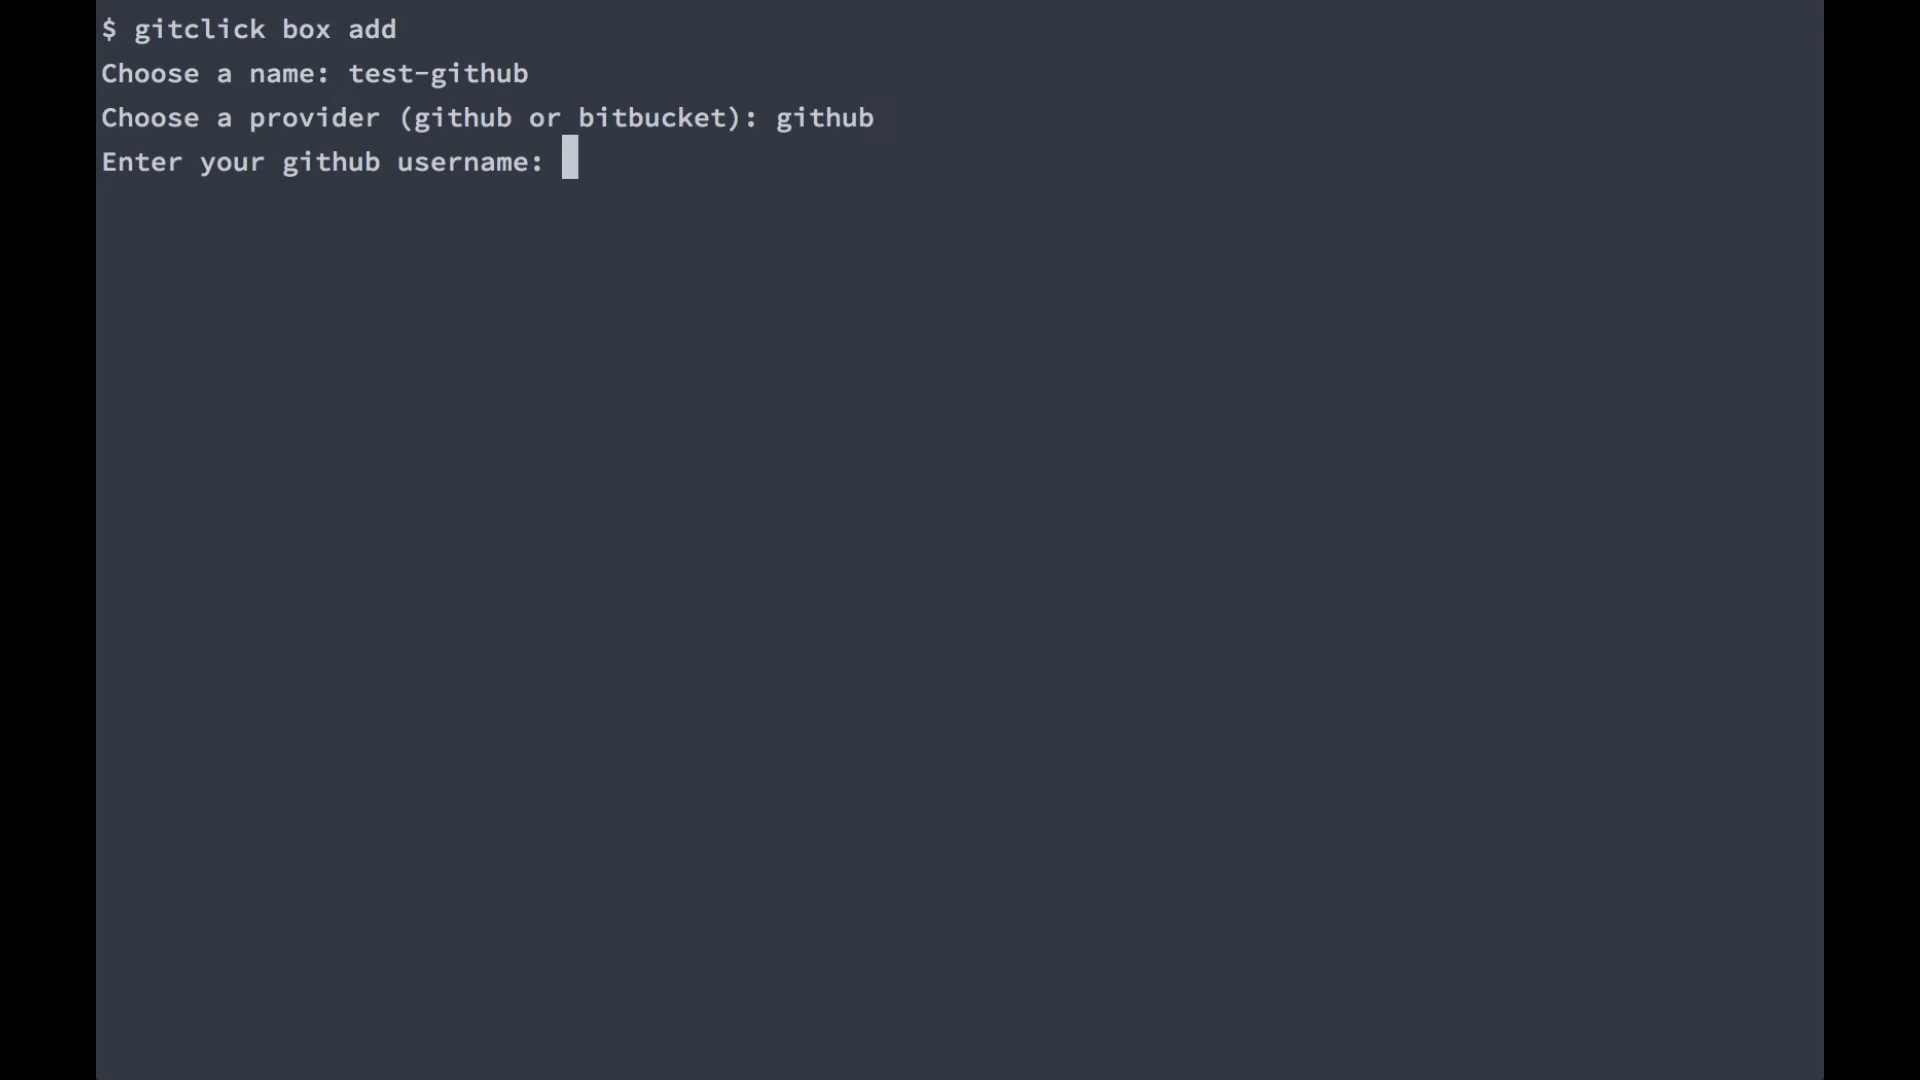 $ gitclick box add
Choose a name: test-github
Choose a provider (github or bitbucket): github
Enter your github username: